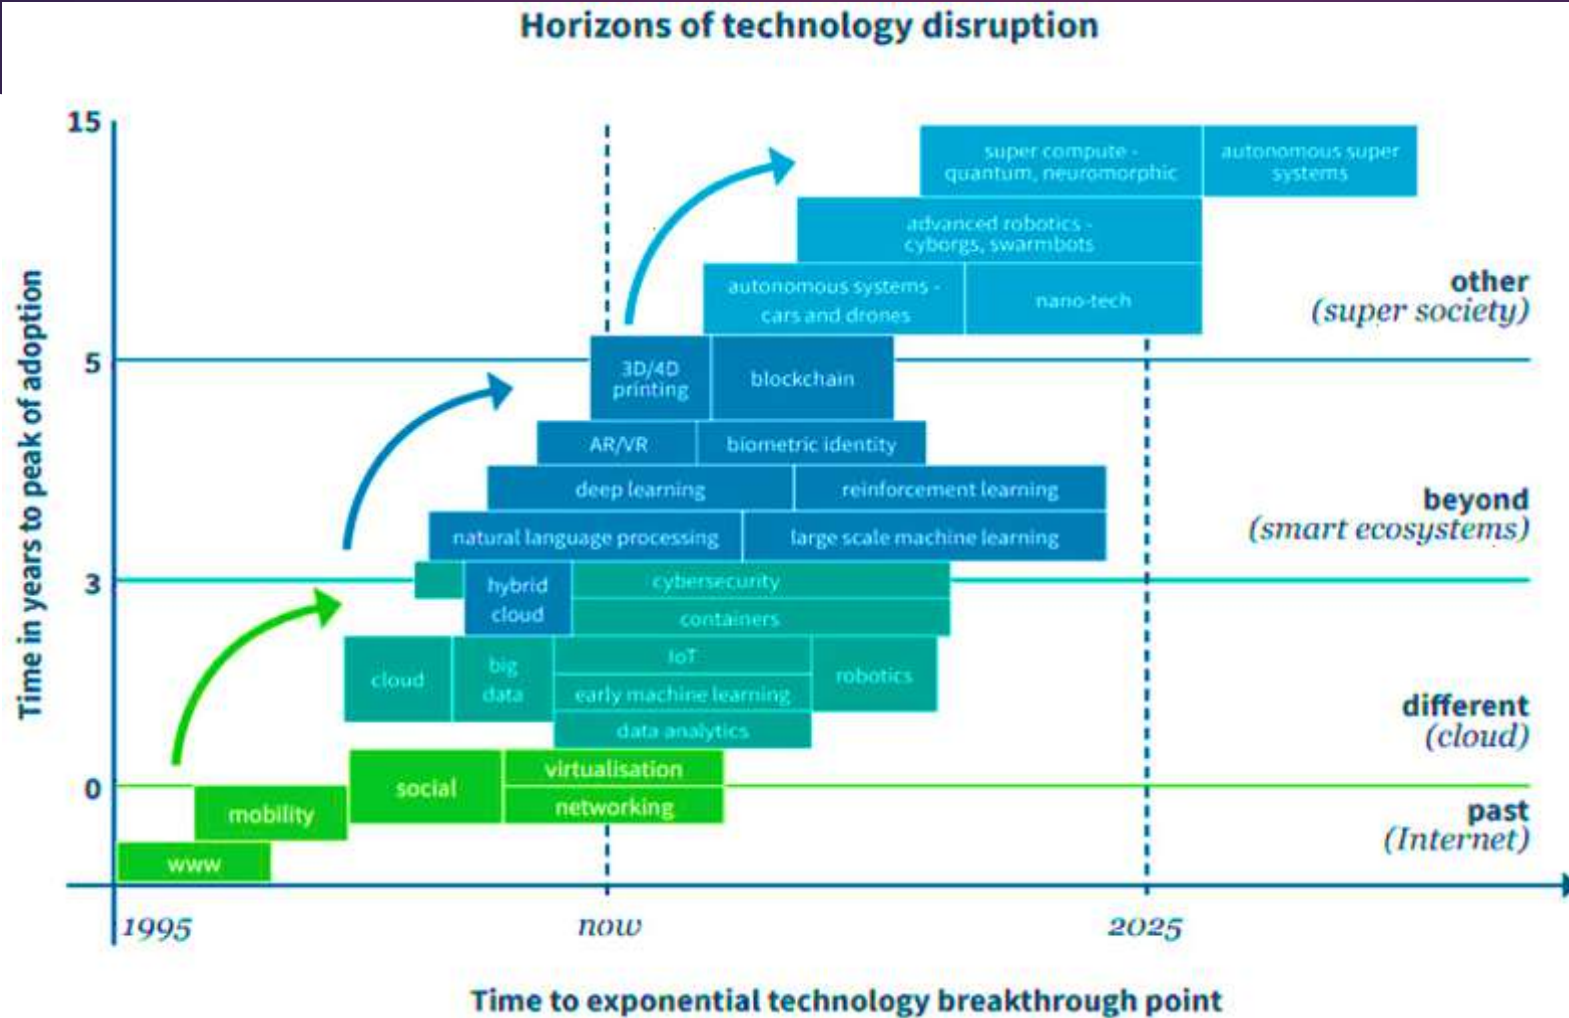 Horizons of technology disruption
15
super compute -
quantum, neuromorphic
autonomous super
systems
advanced robotics -
cyborgs, swarmbots
autonomous systems -
cars and drones
nano-tech
other
(super society)
5
3D/4D
printing
blockchain
AR/VR
biometric identity
deep learning
reinforcement learning
natural language processing
large scale machine learning
beyond
(smart ecosystems)
3
hybrid
cloud
cybersecurity
containers
cloud
big
data
IoT
early machine learning
data analytics
robotics
different
(cloud)
social
virtualisation
networking
0
mobility
www
past
(Internet)
Time in years to peak of adoption
1995
now
2025
Time to exponential technology breakthrough point